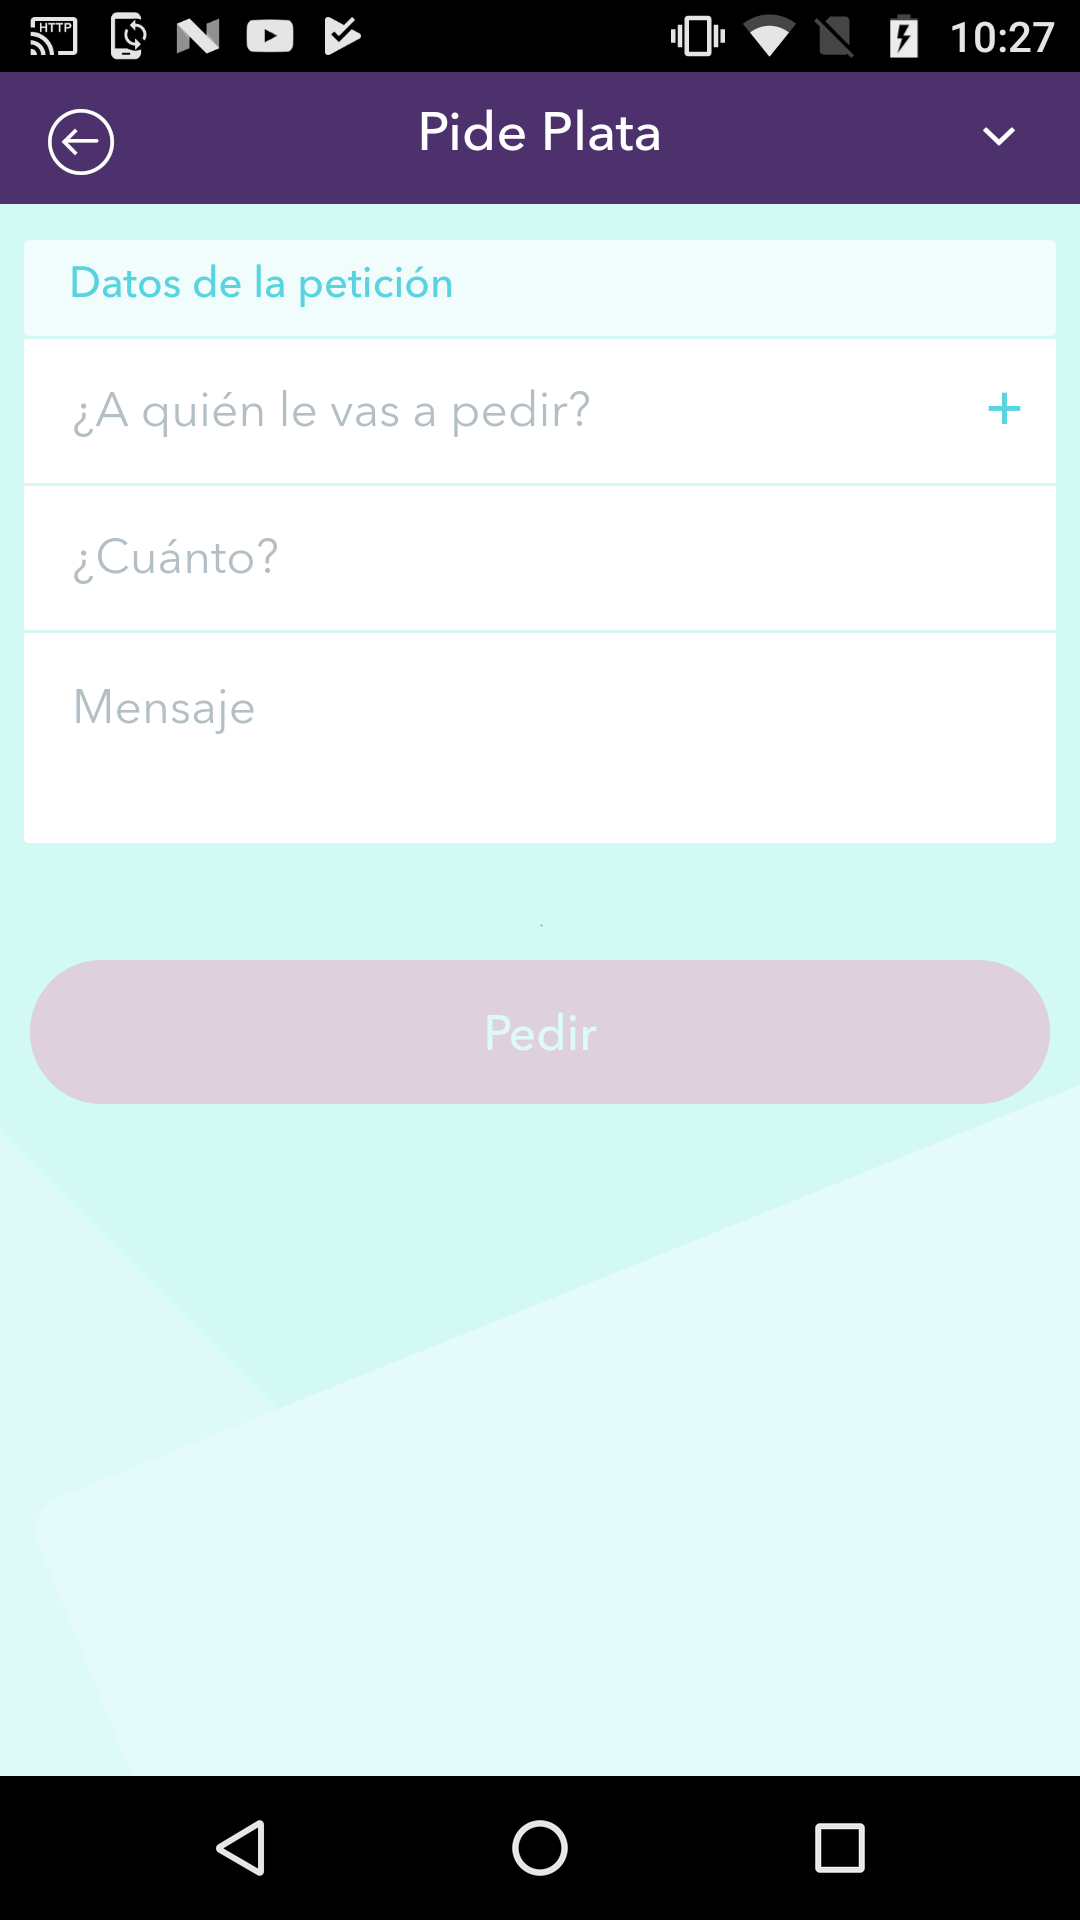 HTTP
10:27
Pide Plata
Datos de la petición
¿A quién le vas a pedir?
¿Cuánto?
Mensaje
Pedir